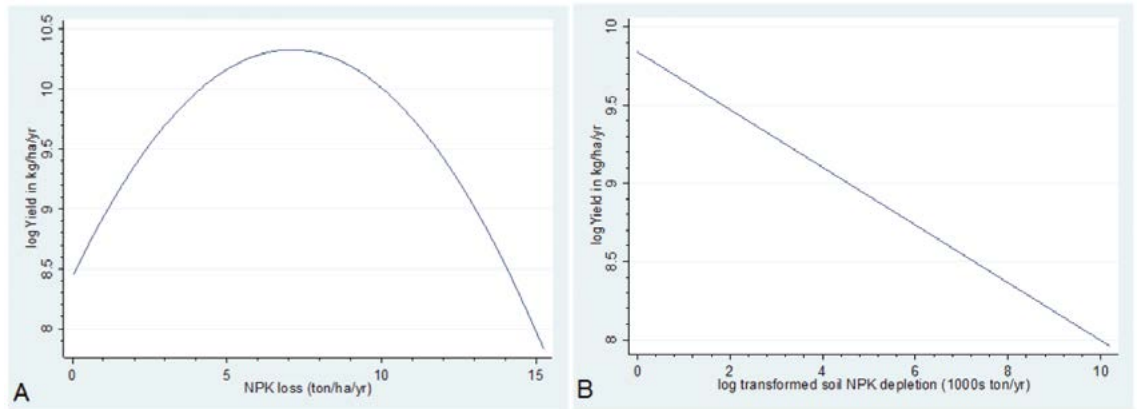 10.5
10
9.5
9
8.5
8
log Yield in kg/ha/yr
0 5 10 15
NPK loss (ton/ha/yr)
A
10
9.5
9
8.5
8
log Yield in kg/ha/yr
0 2 4 6 8 10
log transformed soil NPK depletion (1000s ton/yr)
B